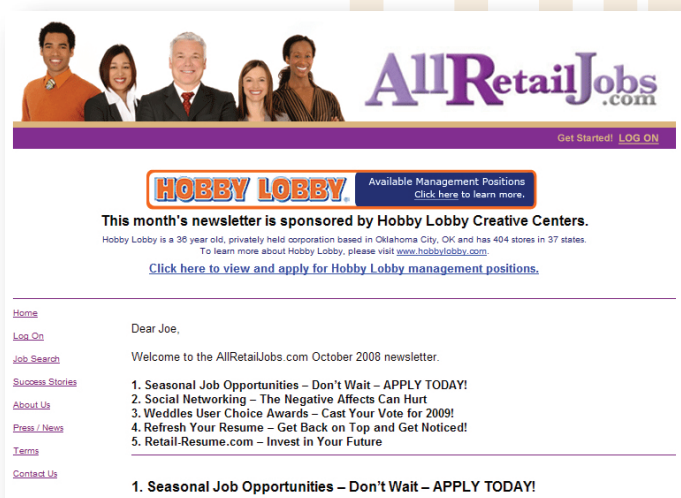 AllRetailJobs
.com
Get Started! LOG ON
HOBBY LOBBY®
Available Management Positions
Click here to learn more.
This month's newsletter is sponsored by Hobby Lobby Creative Centers.
Hobby Lobby is a 36 year old, privately held corporation based in Oklahoma City, OK and has 404 stores in 37 states.
To learn more about Hobby Lobby, please visit www.hobbylobby.com.
Click here to view and apply for Hobby Lobby management positions.
Home
Log On
Job Search
Success Stories
About Us
Press / News
Terms
Contact Us
Dear Joe,
Welcome to the AllRetailJobs.com October 2008 newsletter.
1. Seasonal Job Opportunities – Don't Wait – APPLY TODAY!
2. Social Networking – The Negative Affects Can Hurt
3. Weddles User Choice Awards – Cast Your Vote for 2009!
4. Refresh Your Resume – Get Back on Top and Get Noticed!
5. Retail-Resume.com – Invest in Your Future
1. Seasonal Job Opportunities – Don't Wait – APPLY TODAY!